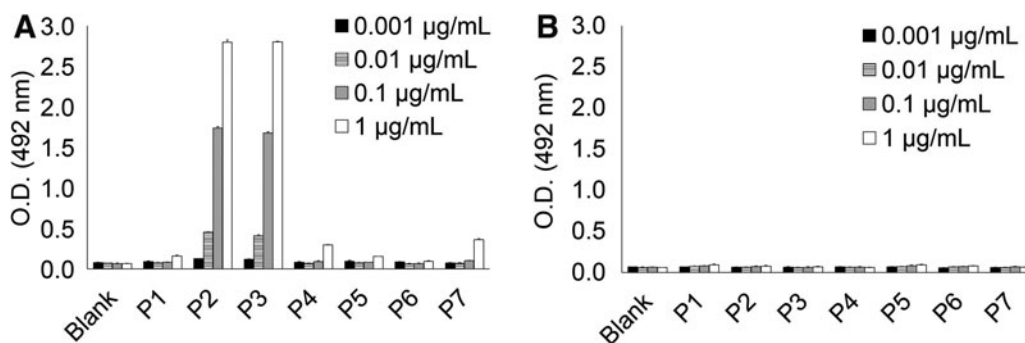 A
O.D. (492 nm)
3.0
2.5
2.0
1.5
1.0
0.5
0.0
0.001 µg/mL
0.01 µg/mL
0.1 µg/mL
1 µg/mL
Blank P1 P2 P3 P4 P5 P6 P7
B
O.D. (492 nm)
3.0
2.5
2.0
1.5
1.0
0.5
0.0
0.001 µg/mL
0.01 µg/mL
0.1 µg/mL
1 µg/mL
Blank P1 P2 P3 P4 P5 P6 P7